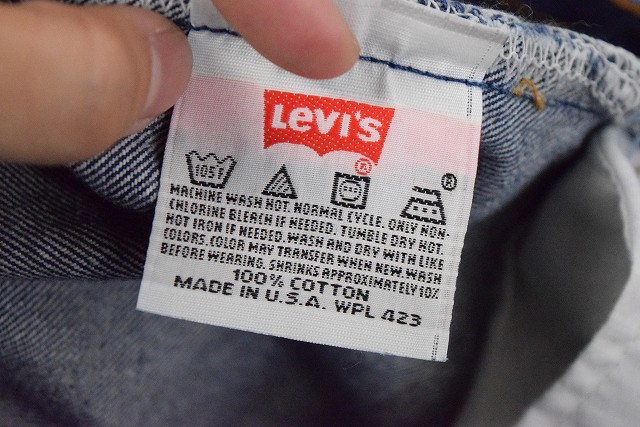 Levi's
®
105F
®
MACHINE WASH HOT. NORMAL CYCLE. ONLY NON-
CHLORINE BLEACH IF NEEDED. TUMBLE DRY HOT.
HOT IRON IF NEEDED. WASH AND DRY WITH LIKE
COLORS. COLOR MAY TRANSFER WHEN NEW. WASH
BEFORE WEARING. SHRINKS APPROXIMATELY 10%
100% COTTON
MADE IN U.S.A. WPL 423